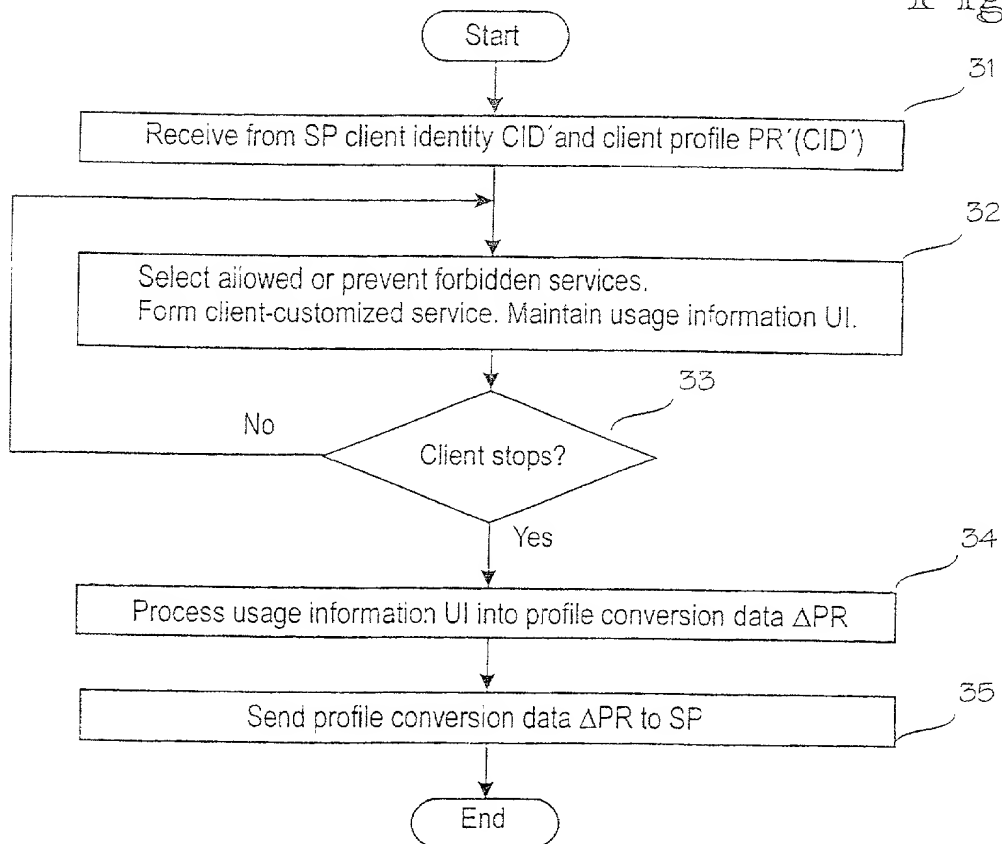 Fig
Start
31
Receive from SP client identity CID´and client profile PR´(CID´)
32
Select allowed or prevent forbidden services.
Form client-customized service. Maintain usage information UI.
33
No
Client stops?
Yes
34
Process usage information UI into profile conversion data ΔPR
35
Send profile conversion data ΔPR to SP
End